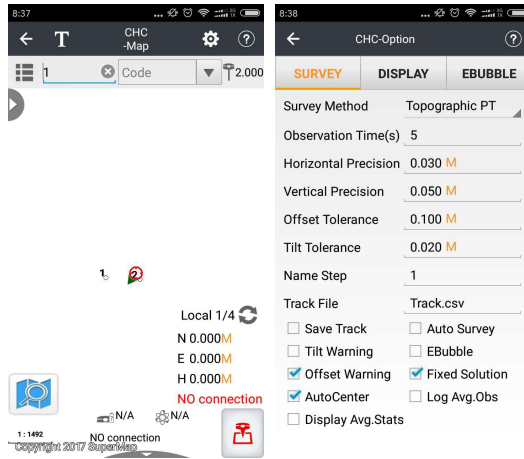 8:37
T
CHC
-Map
?
1
Code
2.000
1
2
Local 1/4
N 0.000M
E 0.000M
H 0.000M
NO connection
N/A
N/A
1 : 1492
NO connection
Copyright 2017 SuperMap
8:38
CHC-Option
?
SURVEY DISPLAY EBUBBLE
Survey Method Topographic PT
Observation Time(s) 5
Horizontal Precision 0.030 M
Vertical Precision 0.050 M
Offset Tolerance 0.100 M
Tilt Tolerance 0.020 M
Name Step 1
Track File Track.csv
Save Track Auto Survey
Tilt Warning EBubble
Offset Warning Fixed Solution
AutoCenter Log Avg.Obs
Display Avg.Stats